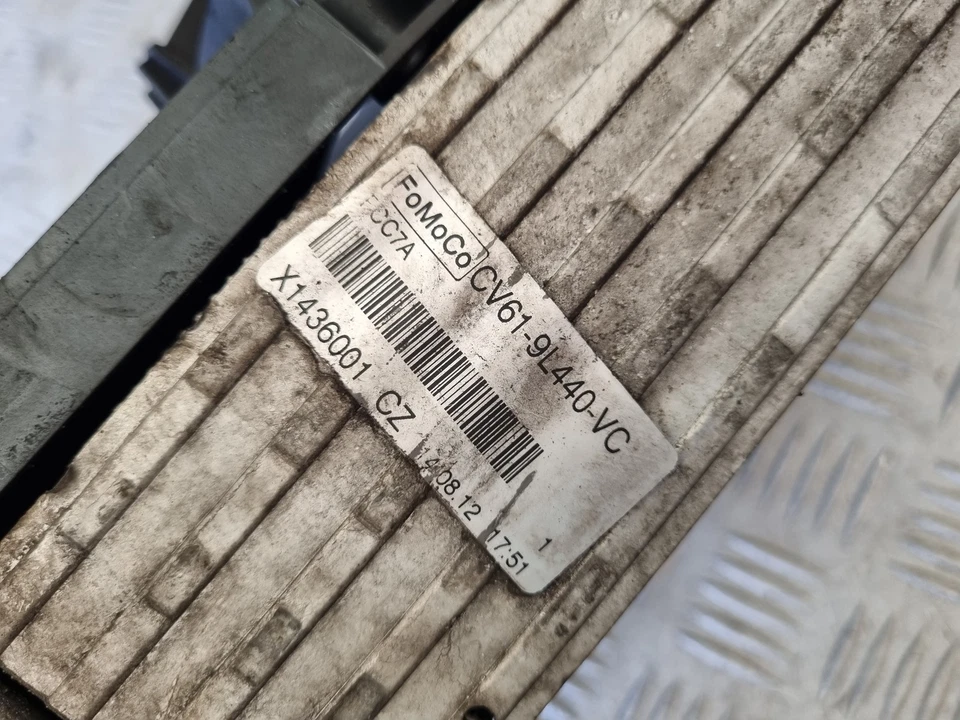 FoMoCo CV61-9L440-VC
CC7A
X1436001 CZ
14.08.12 17:51
1